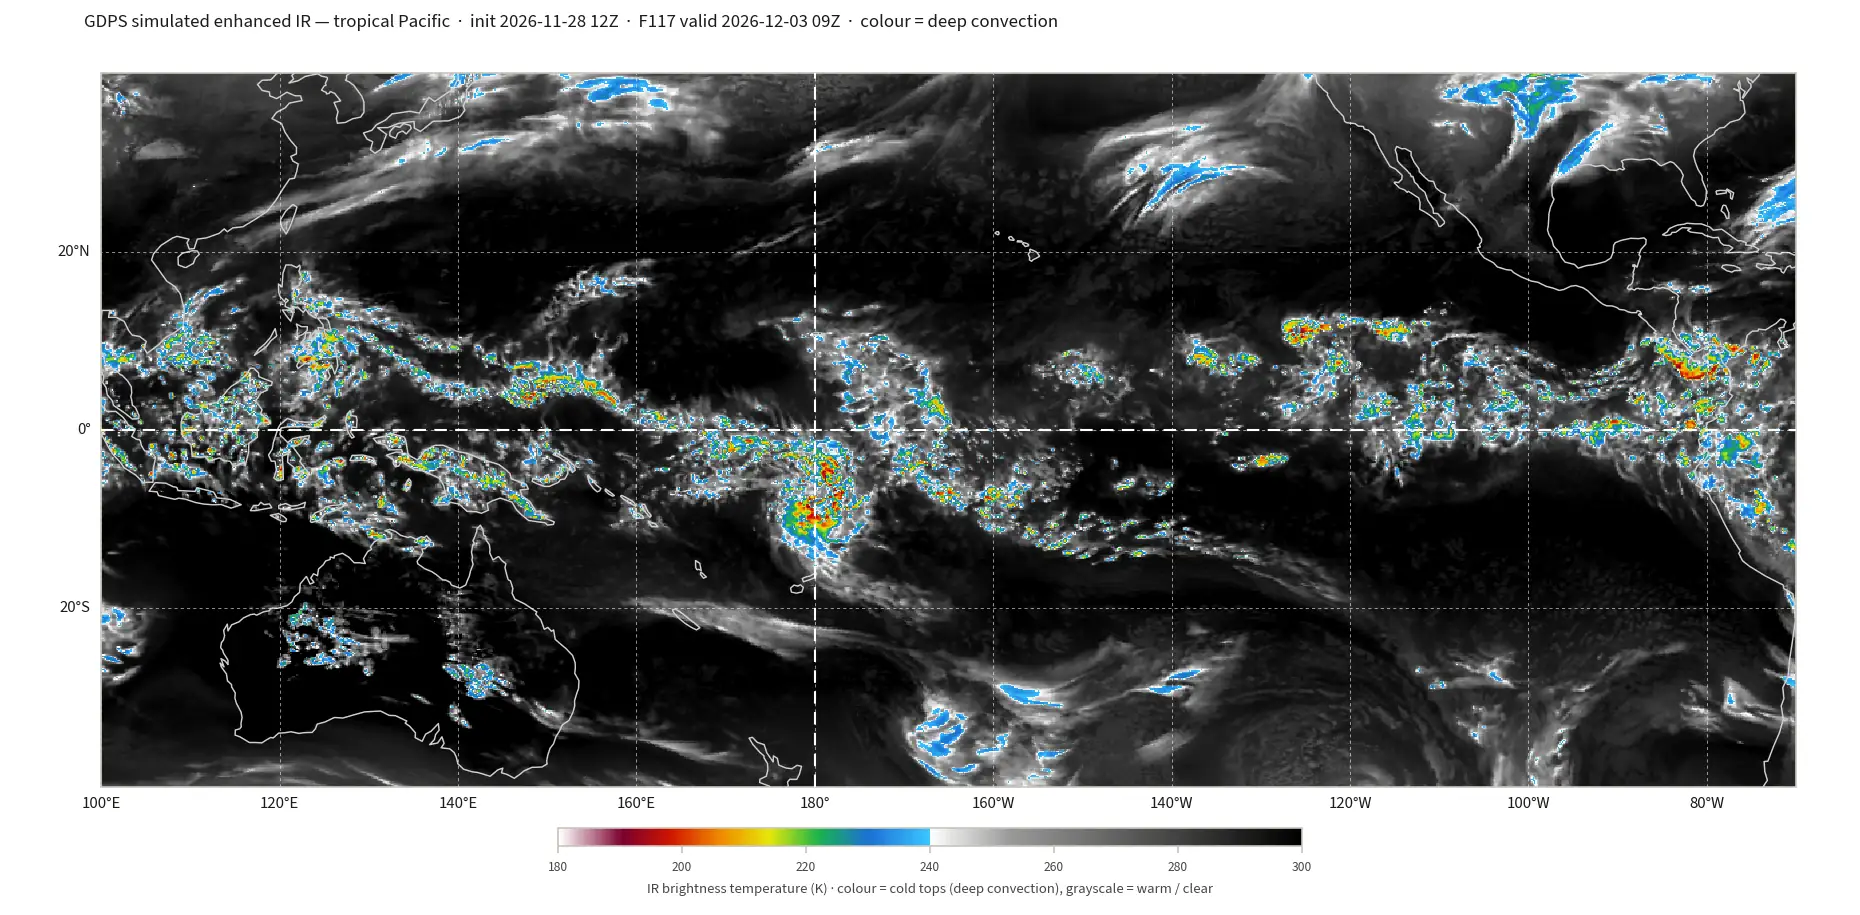 GDPS simulated enhanced IR — tropical Pacific · init 2026-11-28 12Z · F117 valid 2026-12-03 09Z · colour = deep convection
20°N
0°
20°S
100°E 120°E 140°E 160°E 180° 160°W 140°W 120°W 100°W 80°W
180 200 220 240 260 280 300
IR brightness temperature (K) · colour = cold tops (deep convection), grayscale = warm / clear